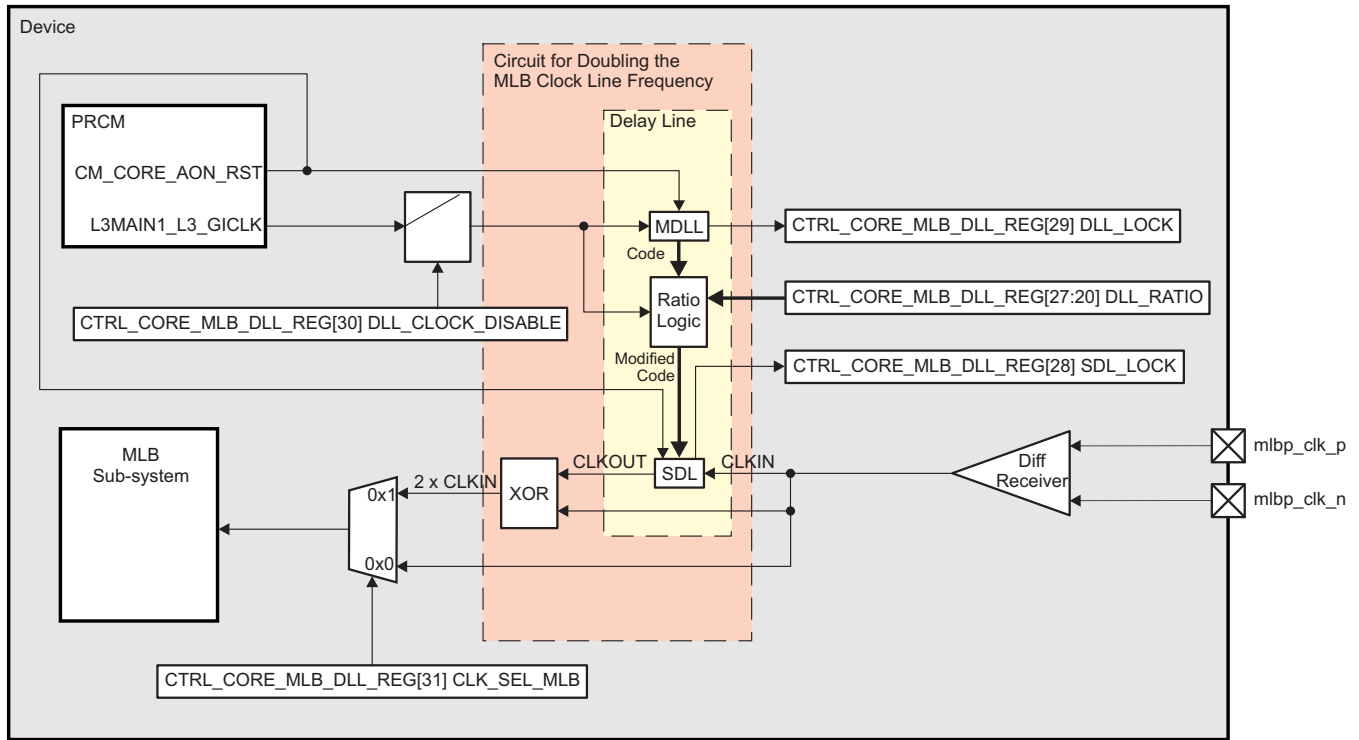 Device
Circuit for Doubling the
MLB Clock Line Frequency
PRCM
Delay Line
CM_CORE_AON_RST
L3MAIN1_L3_GICLK
MDLL
CTRL_CORE_MLB_DLL_REG[29] DLL_LOCK
Code
Ratio
Logic
CTRL_CORE_MLB_DLL_REG[27:20] DLL_RATIO
CTRL_CORE_MLB_DLL_REG[30] DLL_CLOCK_DISABLE
Modified
Code
CTRL_CORE_MLB_DLL_REG[28] SDL_LOCK
MLB
Sub-system
mlbp_clk_p
Diff
Receiver
CLKOUT
SDL
CLKIN
2 x CLKIN
XOR
0x1
mlbp_clk_n
0x0
CTRL_CORE_MLB_DLL_REG[31] CLK_SEL_MLB